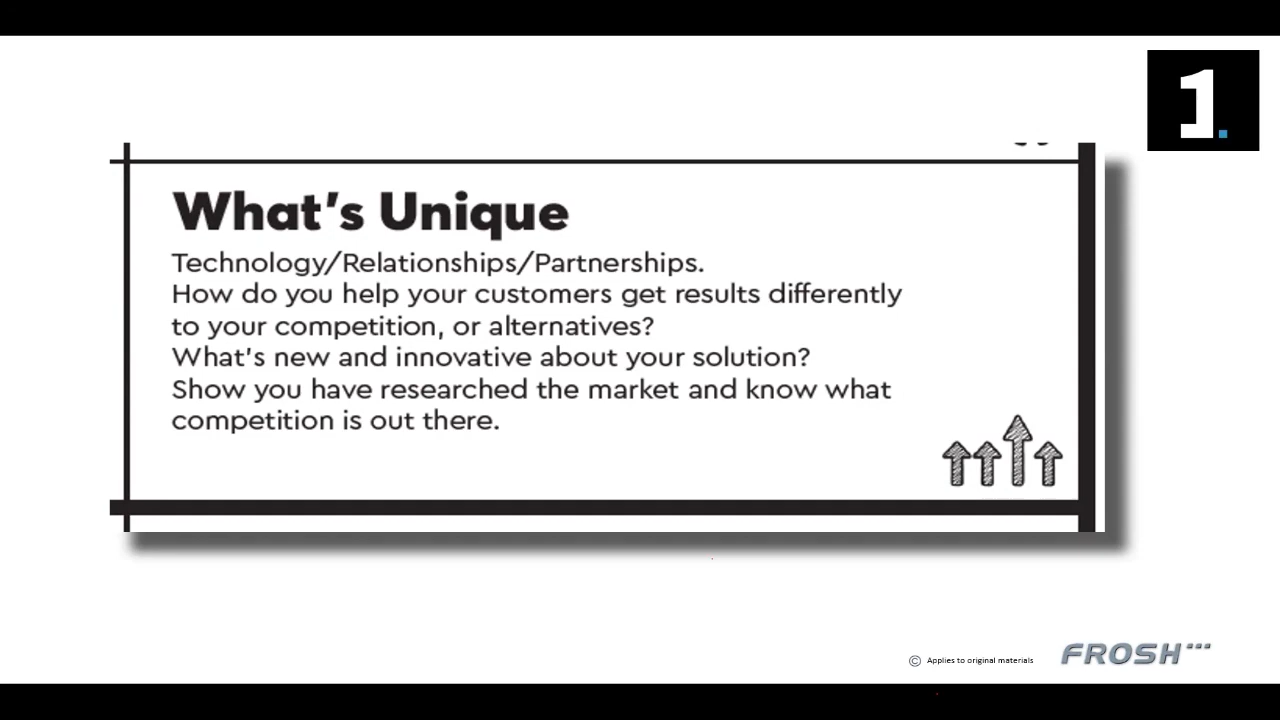 1.
What's Unique
Technology/Relationships/Partnerships.
How do you help your customers get results differently
to your competition, or alternatives?
What's new and innovative about your solution?
Show you have researched the market and know what
competition is out there.
© Applies to original materials
FROSH